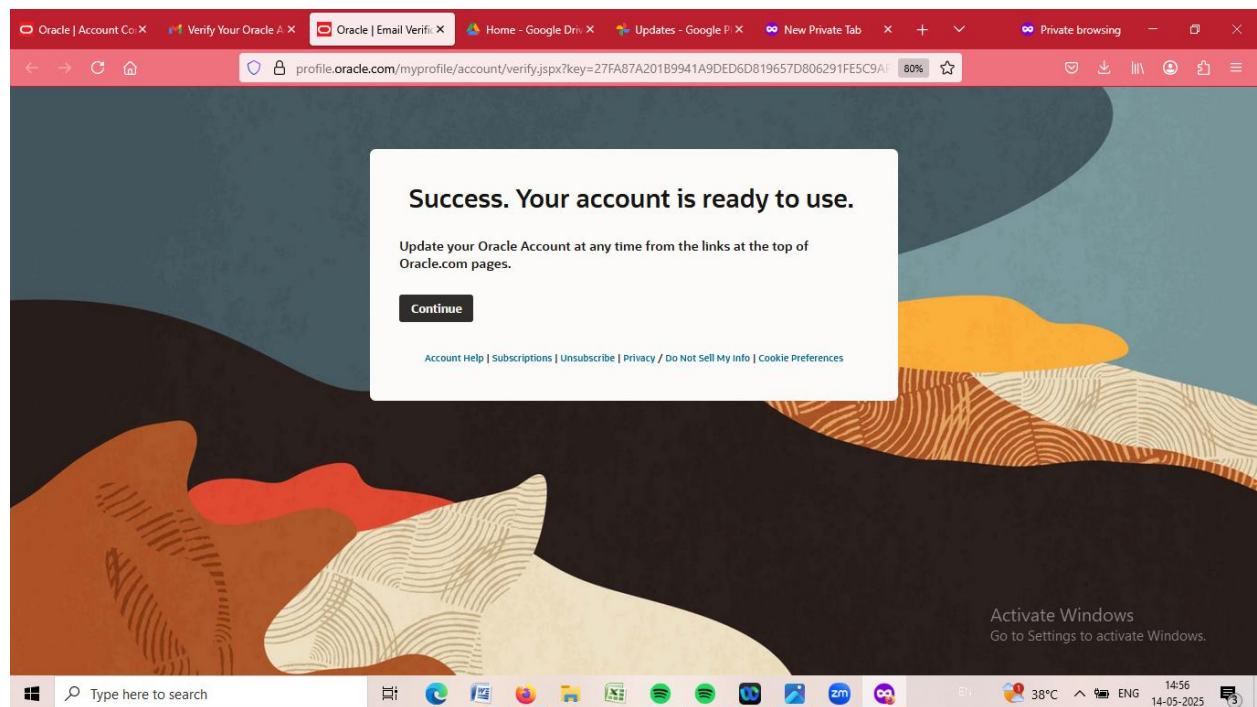 Oracle | Account Co
Verify Your Oracle A
Oracle | Email Verific
Home - Google Driv
Updates - Google P
New Private Tab
Private browsing
profile.oracle.com/myprofile/account/verify.jspx?key=27FA87A201B9941A9DED6D819657D806291FE5C9AF
80%
Success. Your account is ready to use.
Update your Oracle Account at any time from the links at the top of
Oracle.com pages.
Continue
Account Help | Subscriptions | Unsubscribe | Privacy / Do Not Sell My Info | Cookie Preferences
Activate Windows
Go to Settings to activate Windows.
Type here to search
zm
EN
38°C
ENG
14:56
14-05-2025
3